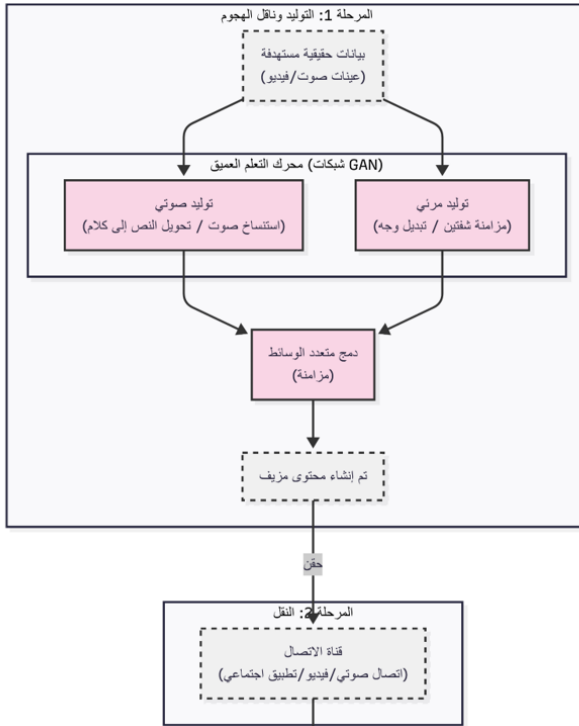 المرحلة 1: التوليد وناقل الهجوم
بيانات حقيقية مستهدفة
(عينات صوت/فيديو)
محرك التعلم العميق (شبكات GAN)
توليد صوتي
(استنساخ صوت / تحويل النص إلى كلام)
توليد مرئي
(مزامنة شفتين / تبديل وجه)
دمج متعدد الوسائط
(مزامنة)
تم إنشاء محتوى مزيف
حقن
المرحلة 2: النقل
قناة الاتصال
(اتصال صوتي/فيديو/تطبيق اجتماعي)